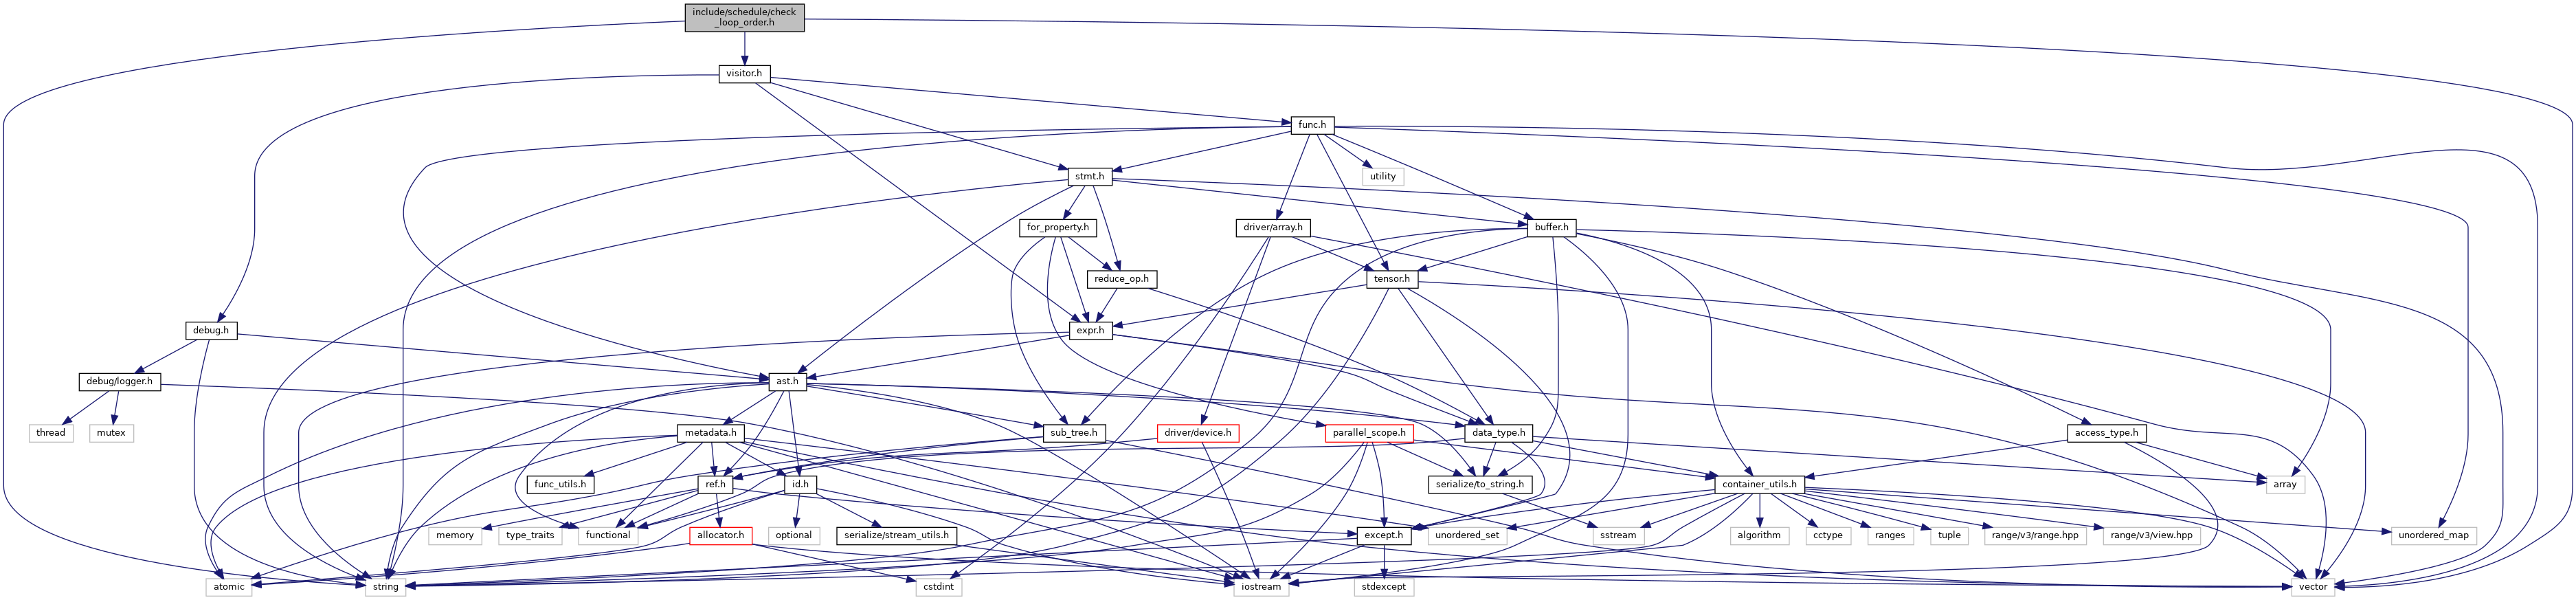 include/schedule/check
_loop_order.h
visitor.h
func.h
stmt.h
utility
for_property.h
driver/array.h
buffer.h
reduce_op.h
tensor.h
debug.h
expr.h
debug/logger.h
ast.h
thread
mutex
metadata.h
sub_tree.h
driver/device.h
parallel_scope.h
data_type.h
access_type.h
func_utils.h
ref.h
id.h
serialize/to_string.h
container_utils.h
array
memory
type_traits
functional
allocator.h
optional
serialize/stream_utils.h
unordered_set
except.h
sstream
algorithm
cctype
ranges
tuple
range/v3/range.hpp
range/v3/view.hpp
unordered_map
atomic
string
cstdint
iostream
stdexcept
vector